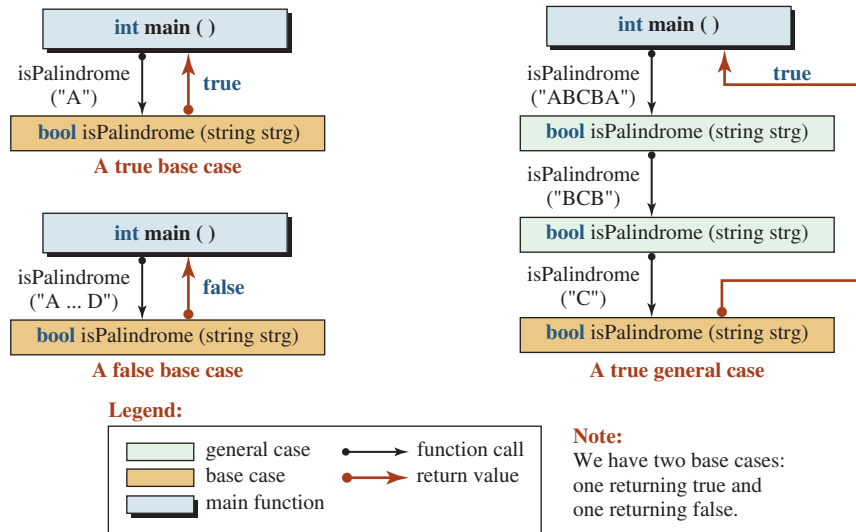 int main ( )
isPalindrome
("A")
true
bool isPalindrome (string strg)
A true base case
int main ( )
isPalindrome
("A ... D")
false
bool isPalindrome (string strg)
A false base case
int main ( )
isPalindrome
("ABCBA")
true
bool isPalindrome (string strg)
isPalindrome
("BCB")
bool isPalindrome (string strg)
isPalindrome
("C")
bool isPalindrome (string strg)
A true general case
Legend:
general case
base case
main function
function call
return value
Note:
We have two base cases:
one returning true and
one returning false.